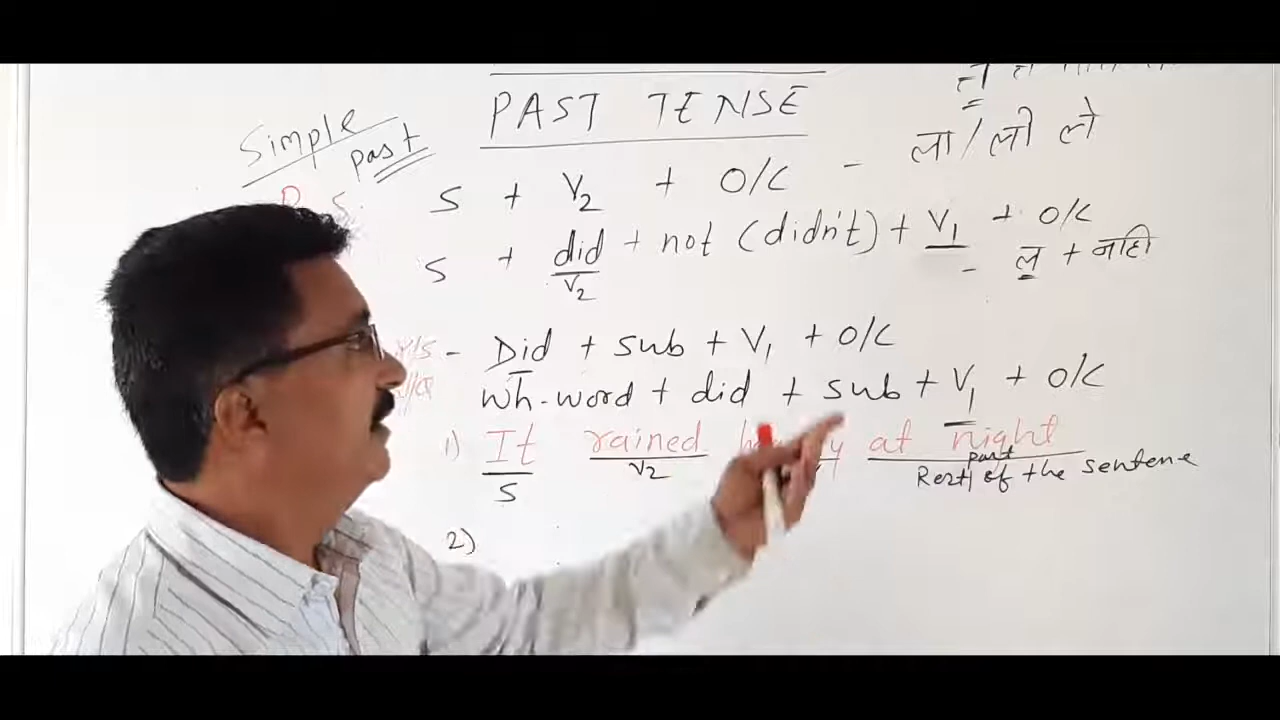 PAST TENSE
Simple past
ला/ली ले
S + V2 + O/C -
S + did + not (didn't) + V1 + O/C
V2
- ल + नाही
- Did + sub + V1 + O/C
Wh-word + did + sub + V1 + O/C
1) It rained at night
S V2 Rest part of the sentene
2)